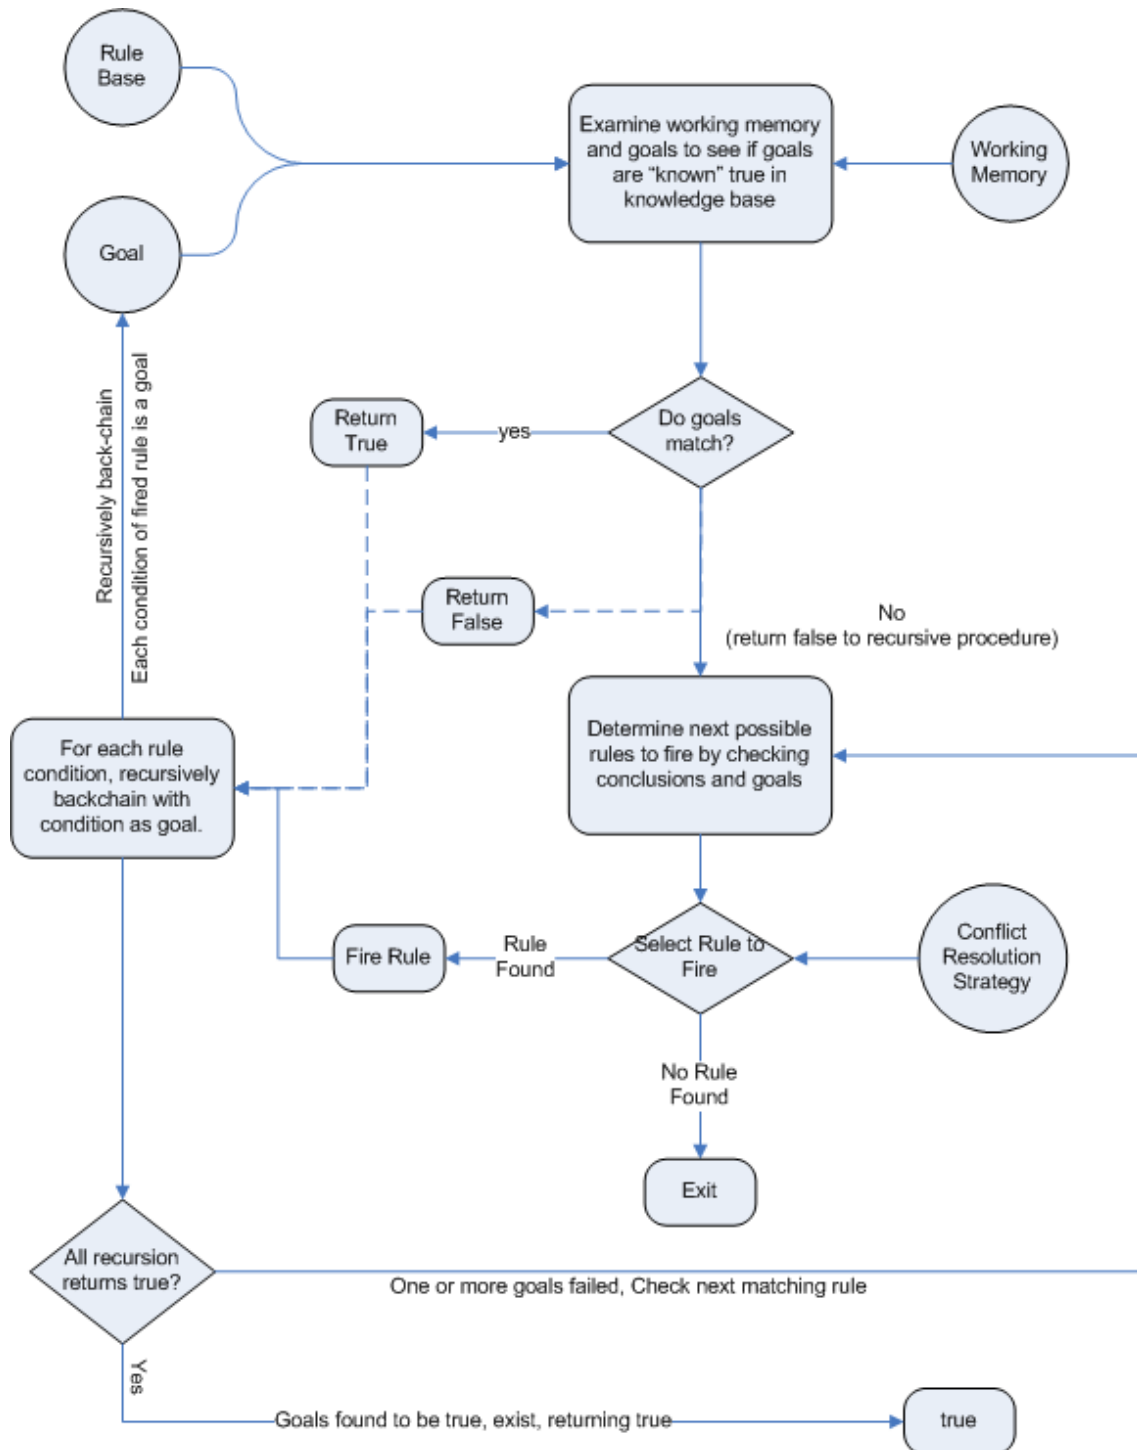 Rule
Base
Examine working memory
and goals to see if goals
are “known” true in
knowledge base
Working
Memory
Goal
Recursively back-chain
Each condition of fired rule is a goal
Return
True
yes
Do goals
match?
Return
False
No
(return false to recursive procedure)
For each rule
condition, recursively
backchain with
condition as goal.
Determine next possible
rules to fire by checking
conclusions and goals
Fire Rule
Rule
Found
Select Rule to
Fire
Conflict
Resolution
Strategy
No Rule
Found
Exit
All recursion
returns true?
One or more goals failed, Check next matching rule
Yes
Goals found to be true, exist, returning true
true